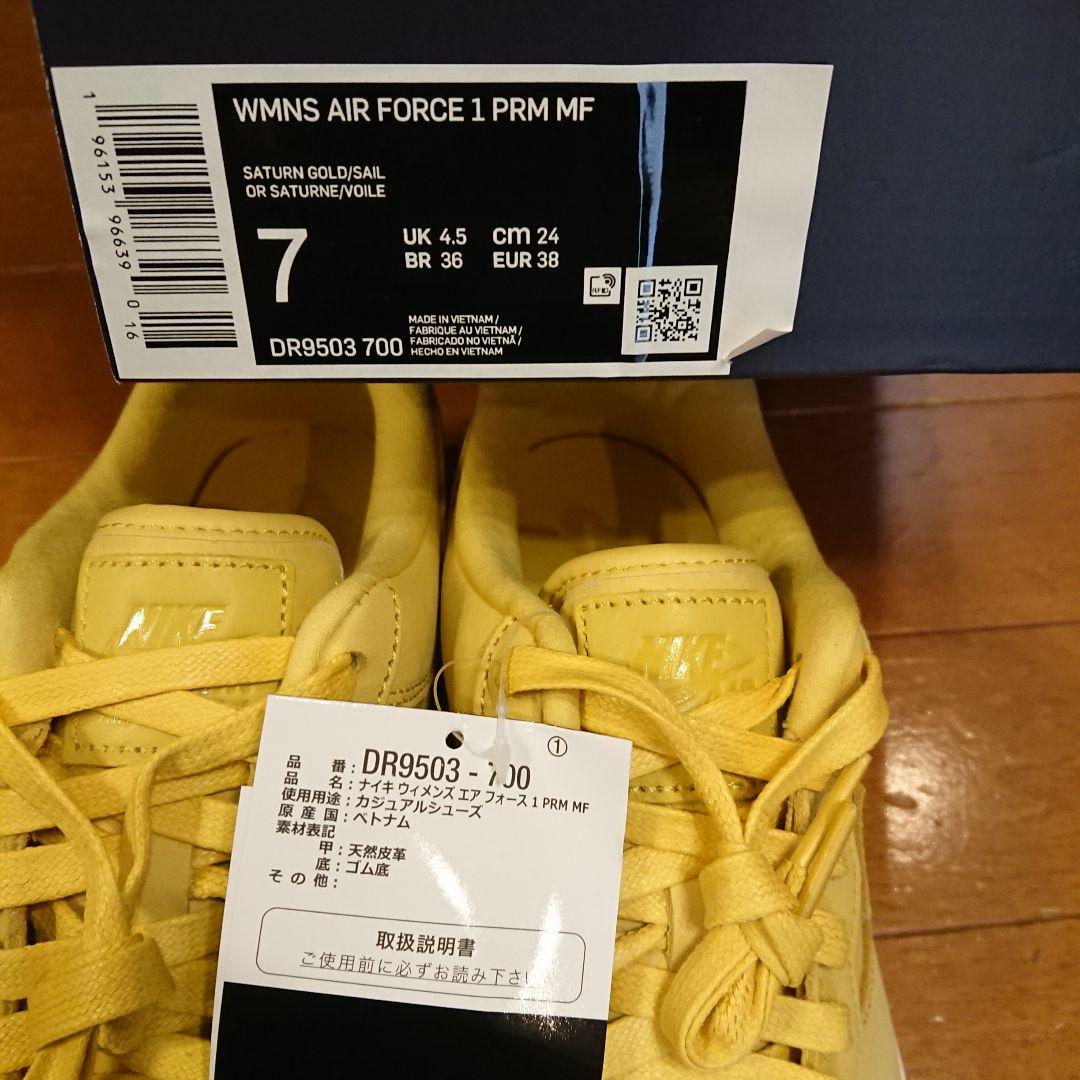 WMNS AIR FORCE 1 PRM MF
SATURN GOLD/SAIL
OR SATURNE/VOILE
7
UK 4.5 cm 24
BR 36 EUR 38
RFID
DR9503 700
MADE IN VIETNAM /
FABRIQUE AU VIETNAM /
FABRICADO NO VIETNÃ /
HECHO EN VIETNAM
1 96153 96639 0 16
NIKE
NIKE
AIR
①
品番:DR9503 - 700
品名:ナイキ ウィメンズ エア フォース 1 PRM MF
使用用途:カジュアルシューズ
原産国:ベトナム
素材表記
甲:天然皮革
底:ゴム底
その他:
取扱説明書
ご使用前に必ずお読み下さい